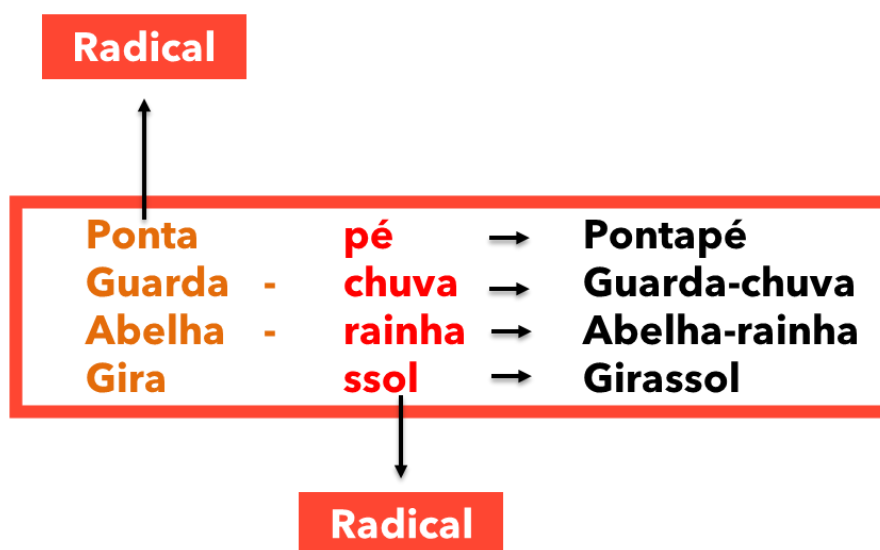 Radical
Ponta pé → Pontapé
Guarda - chuva → Guarda-chuva
Abelha - rainha → Abelha-rainha
Gira ssol → Girassol
Radical